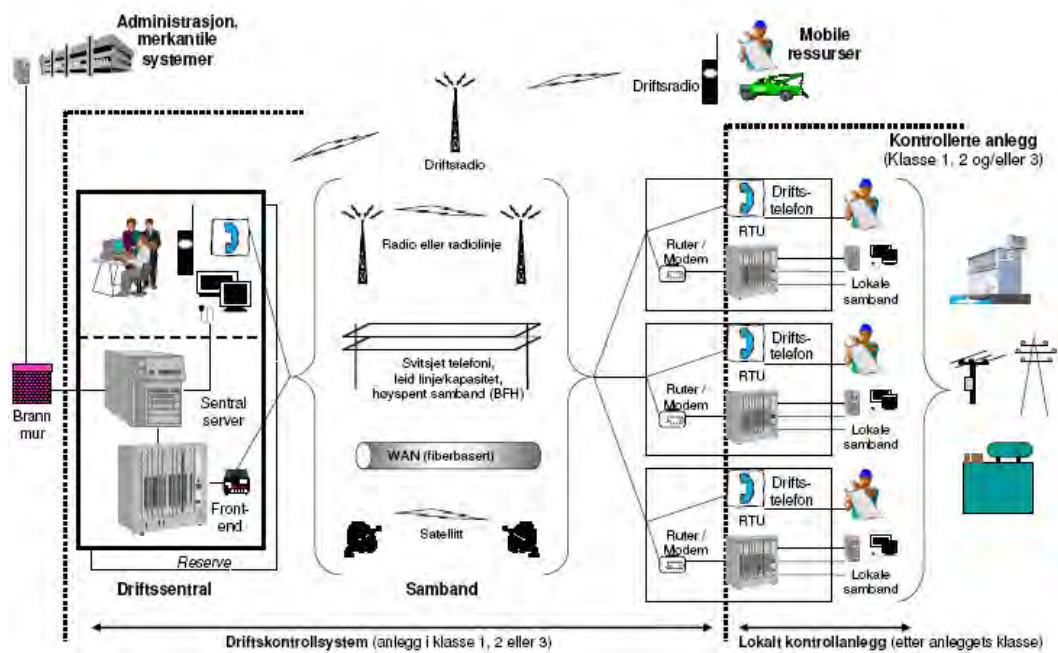 Administrasjon,
merkantile
systemer
Mobile
ressurser
Driftsradio
Driftsradio
Kontrollerte anlegg
(Klasse 1, 2 og/eller 3)
Radio eller radiolinje
Svitsjet telefoni,
leid linje/kapasitet,
høyspent samband (BFH)
WAN (fiberbasert)
Satellitt
Samband
Brann
mur
Sentral
server
Front-
end
Reserve
Driftssentral
Drifts-
telefon
RTU
Ruter /
Modem
Lokale
samband
Drifts-
telefon
RTU
Ruter /
Modem
Lokale
samband
Drifts-
telefon
RTU
Ruter /
Modem
Lokale
samband
Driftskontrollsystem (anlegg i klasse 1, 2 eller 3)
Lokalt kontrollanlegg (etter anleggets klasse)